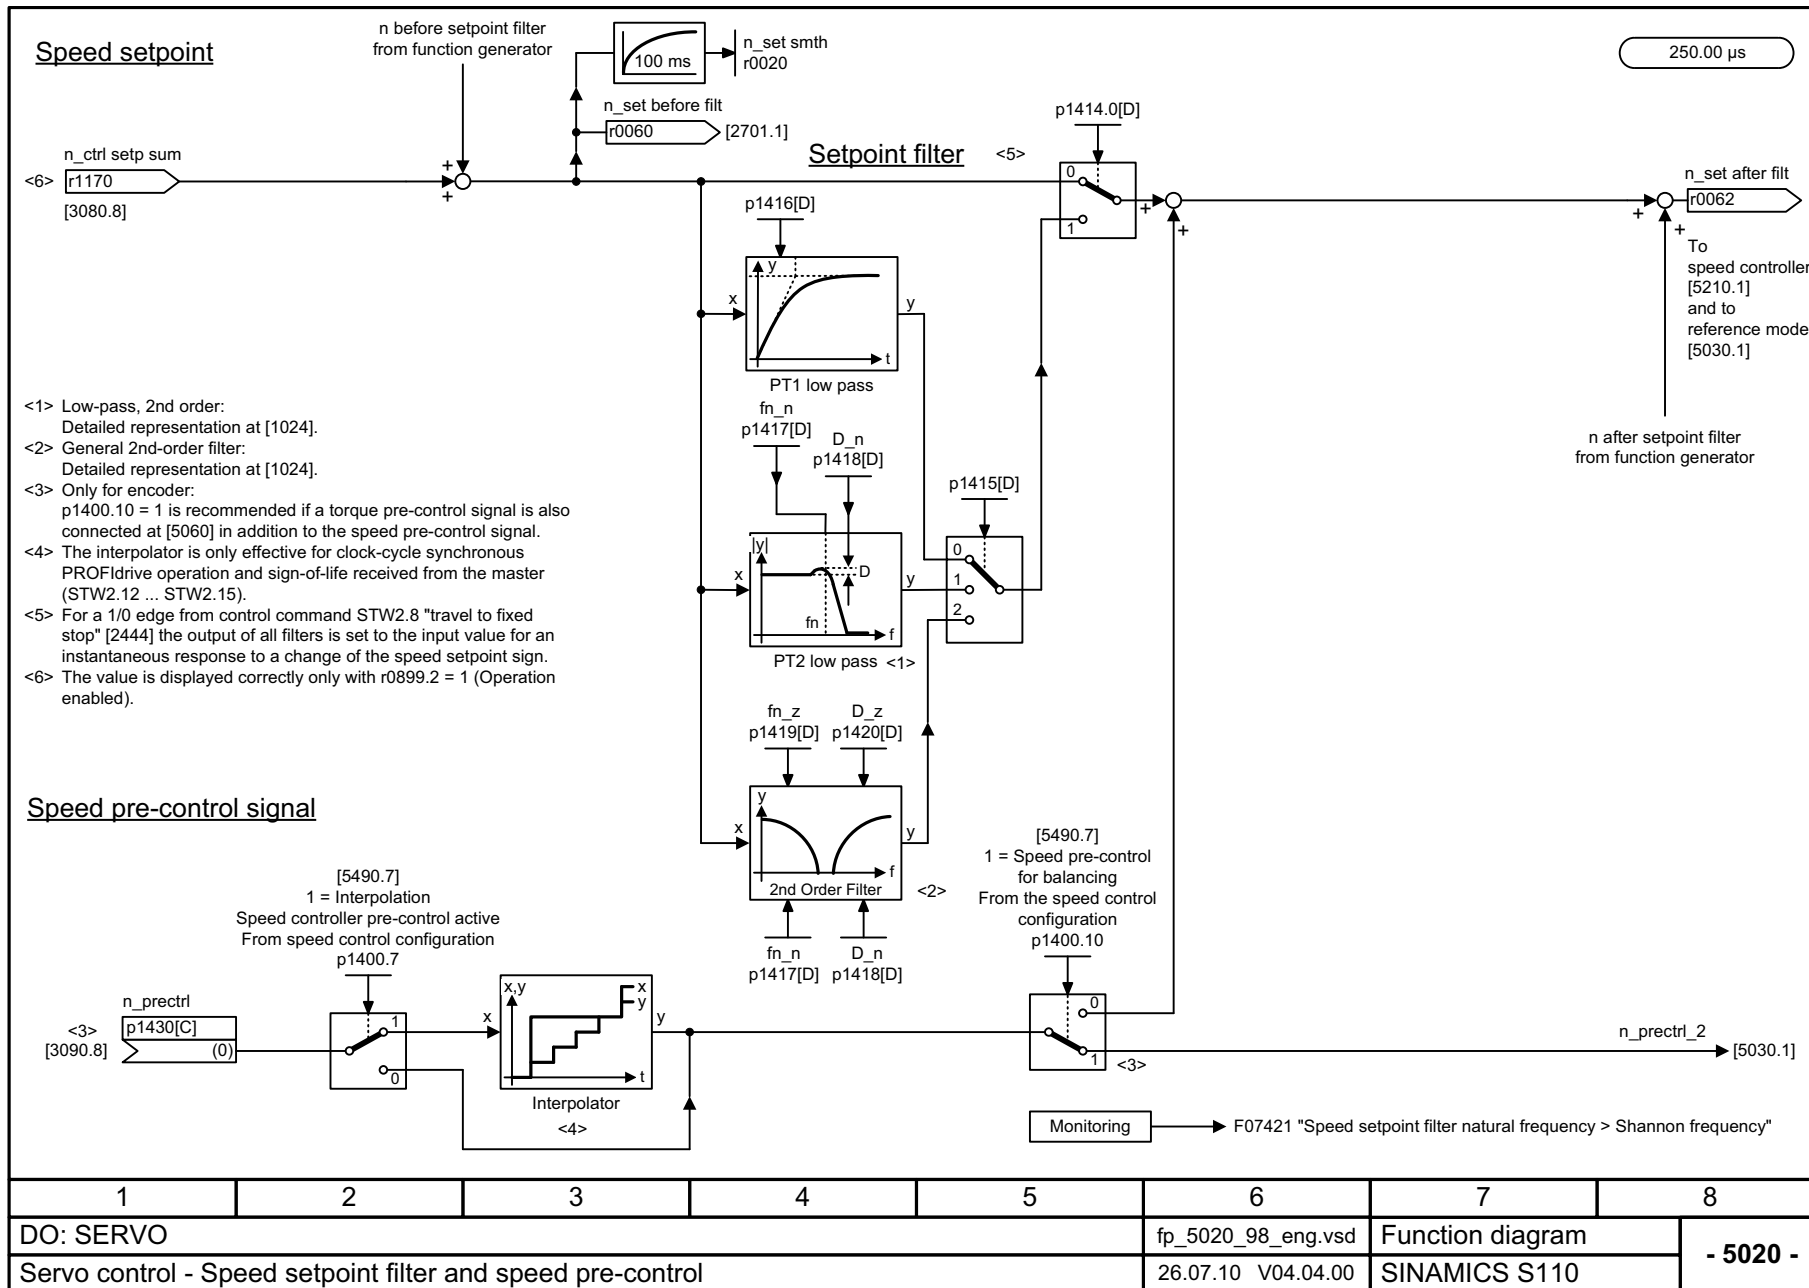 Speed setpoint
n before setpoint filter
from function generator
100 ms
n_set smth
r0020
250.00 µs
n_set before filt
r0060
[2701.1]
p1414.0[D]
n_ctrl setp sum
<6>
r1170
[3080.8]
+
+
Setpoint filter
<5>
0
1
+
+
n_set after filt
r0062
+
+
To
speed controller
[5210.1]
and to
reference mode
[5030.1]
p1416[D]
y
x
y
t
PT1 low pass
n after setpoint filter
from function generator
<1> Low-pass, 2nd order:
Detailed representation at [1024].
<2> General 2nd-order filter:
Detailed representation at [1024].
<3> Only for encoder:
p1400.10 = 1 is recommended if a torque pre-control signal is also
connected at [5060] in addition to the speed pre-control signal.
<4> The interpolator is only effective for clock-cycle synchronous
PROFIdrive operation and sign-of-life received from the master
(STW2.12 ... STW2.15).
<5> For a 1/0 edge from control command STW2.8 "travel to fixed
stop" [2444] the output of all filters is set to the input value for an
instantaneous response to a change of the speed setpoint sign.
<6> The value is displayed correctly only with r0899.2 = 1 (Operation
enabled).
fn_n
p1417[D]
D_n
p1418[D]
|y|
x
D
y
fn
f
PT2 low pass <1>
p1415[D]
0
1
2
fn_z
p1419[D]
D_z
p1420[D]
y
x
y
f
2nd Order Filter
<2>
fn_n
p1417[D]
D_n
p1418[D]
Speed pre-control signal
[5490.7]
1 = Interpolation
Speed controller pre-control active
From speed control configuration
p1400.7
n_prectrl
<3>
p1430[C]
[3090.8]
(0)
1
0
x
x,y
x
y
y
t
Interpolator
<4>
[5490.7]
1 = Speed pre-control
for balancing
From the speed control
configuration
p1400.10
0
1
<3>
n_prectrl_2
[5030.1]
Monitoring
F07421 "Speed setpoint filter natural frequency > Shannon frequency"
1 2 3 4 5 6 7 8
DO: SERVO
fp_5020_98_eng.vsd
Function diagram
- 5020 -
Servo control - Speed setpoint filter and speed pre-control
26.07.10 V04.04.00
SINAMICS S110